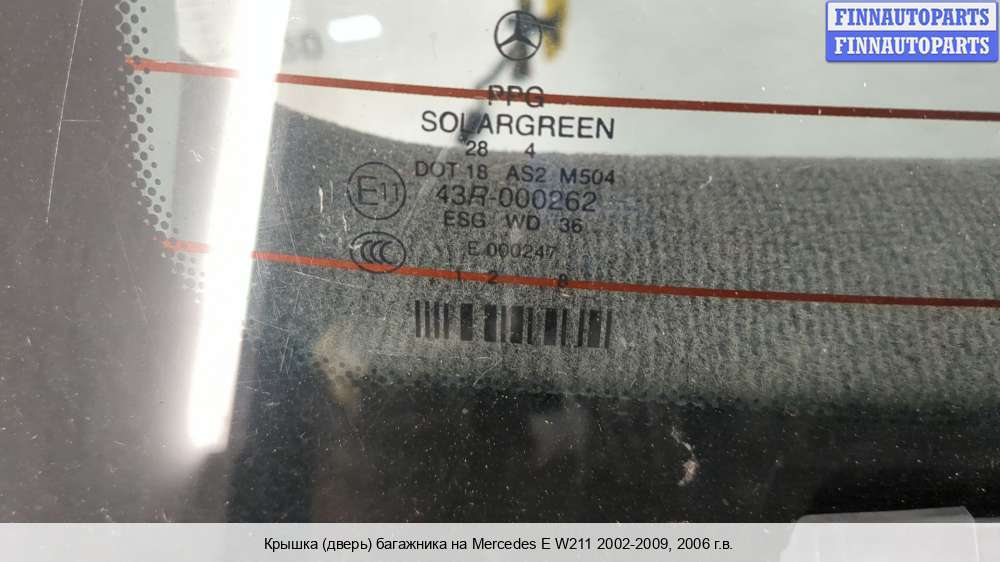 FINNAUTOPARTS
FINNAUTOPARTS
PPG
SOLARGREEN
28 4
DOT 18 AS2 M504
E11
43R-000262
ESG WD 36
CCC
E 000247
1 2 8
Крышка (дверь) багажника на Mercedes E W211 2002-2009, 2006 г.в.